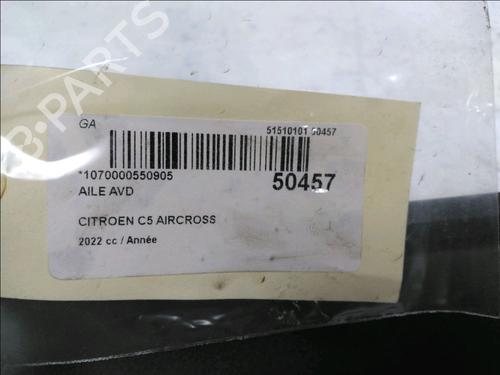 B-PARTS
GA
51510101 50457
*1070000550905
50457
AILE AVD
CITROEN C5 AIRCROSS
2022 cc / Année